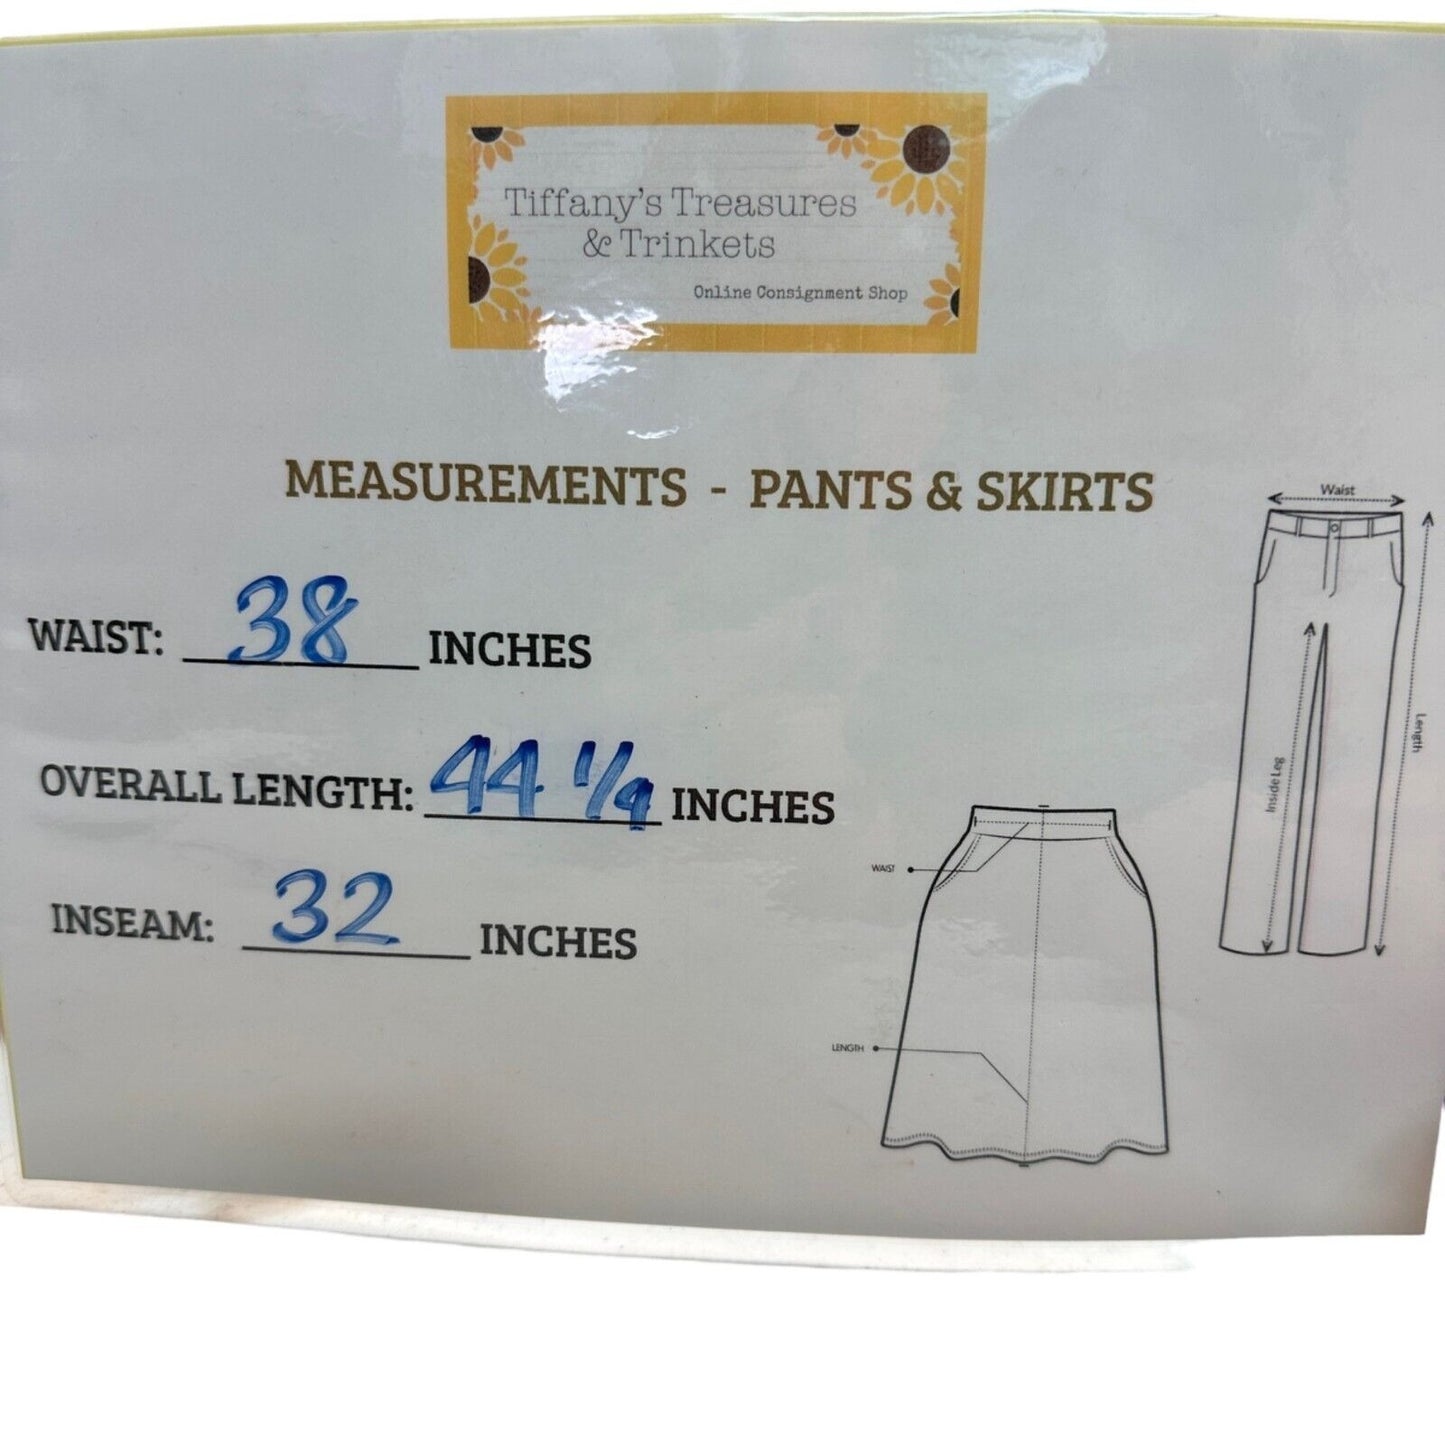 Tiffany's Treasures
& Trinkets
Online Consignment Shop
MEASUREMENTS - PANTS & SKIRTS
Waist
WAIST: 38 INCHES
Length
OVERALL LENGTH: 44 1/4 INCHES
Inside Leg
WAIST
INSEAM: 32 INCHES
LENGTH